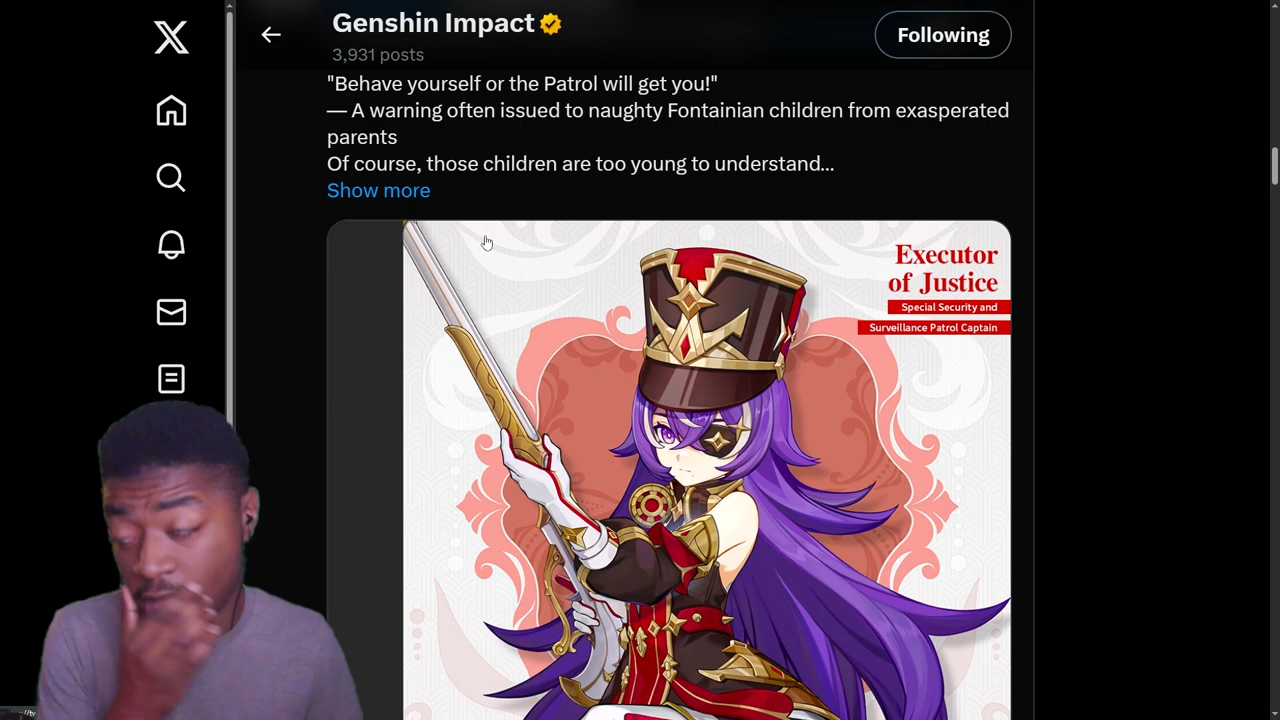 Genshin Impact
3,931 posts
Following
"Behave yourself or the Patrol will get you!"
— A warning often issued to naughty Fontainian children from exasperated
parents
Of course, those children are too young to understand...
Show more
Executor
of Justice
Special Security and
Surveillance Patrol Captain